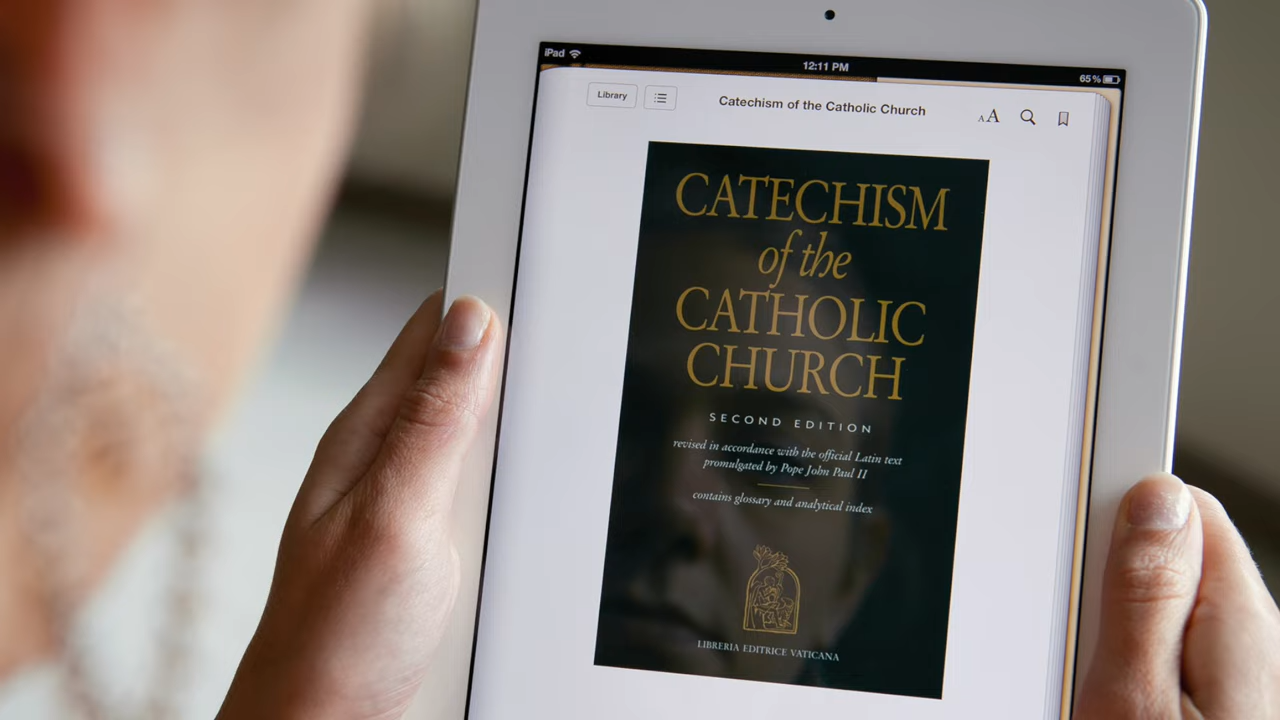 iPad
12:11 PM
65%
Library
Catechism of the Catholic Church
AA
CATECHISM
of the
CATHOLIC
CHURCH
SECOND EDITION
revised in accordance with the official Latin text
promulgated by Pope John Paul II
contains glossary and analytical index
LIBRERIA EDITRICE VATICANA